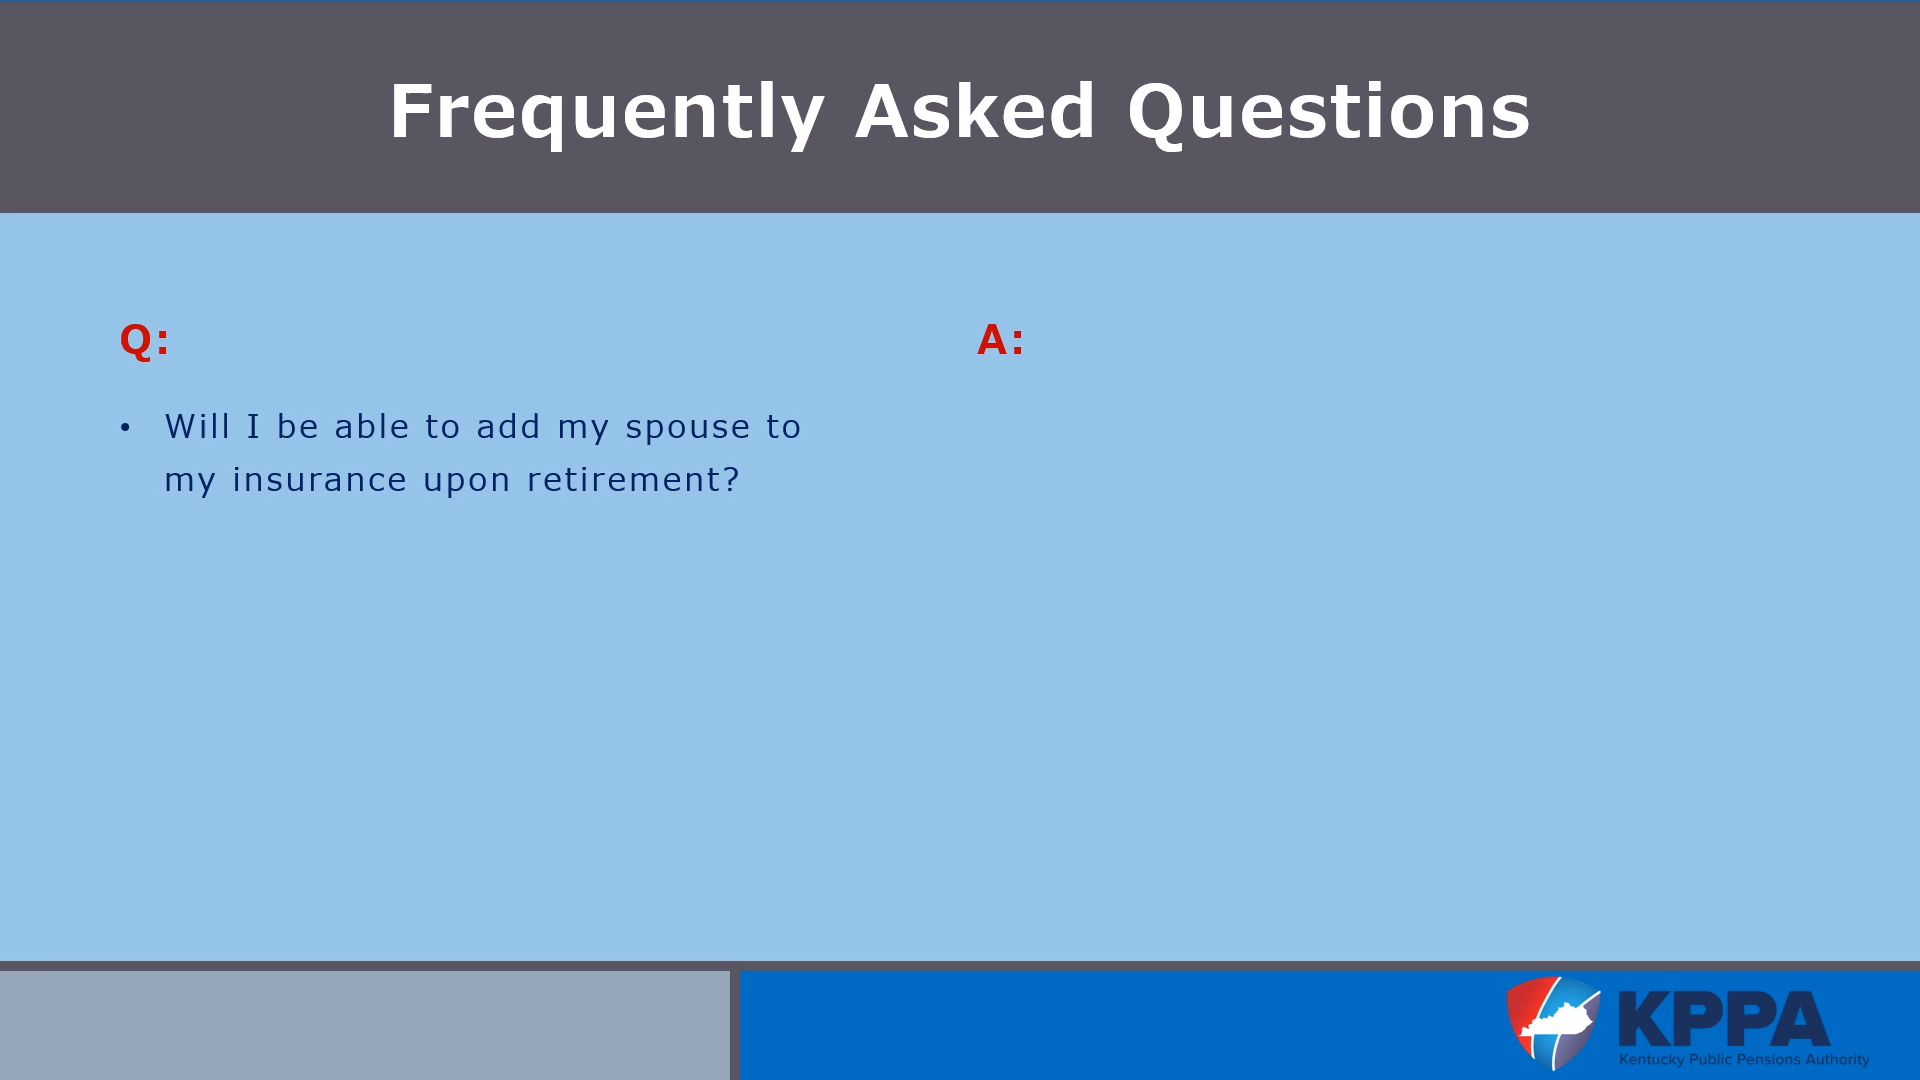 Frequently Asked Questions
Q:
• Will I be able to add my spouse to
my insurance upon retirement?
A:
KPPA
Kentucky Public Pensions Authority